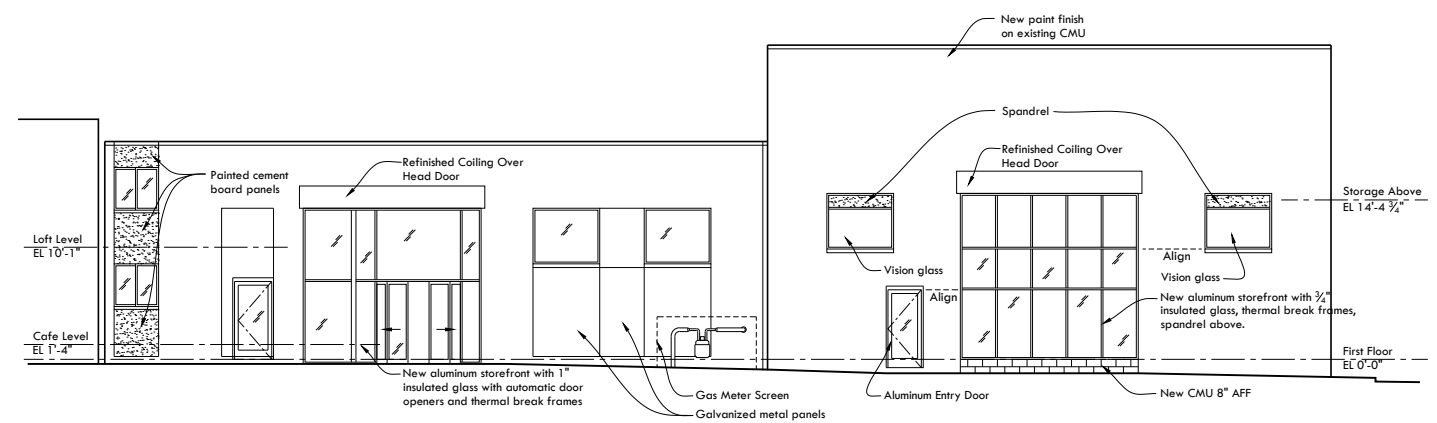 New paint finish
on existing CMU
Spandrel
Refinished Coiling Over
Head Door
Refinished Coiling Over
Head Door
Painted cement
board panels
Storage Above
EL 14'-4 ¾"
Loft Level
EL 10'-1"
Align
Vision glass
Vision glass
Align
New aluminum storefront with ¾"
insulated glass, thermal break frames,
spandrel above.
Cafe Level
EL 1'-4"
First Floor
EL 0'-0"
New aluminum storefront with 1"
insulated glass with automatic door
openers and thermal break frames
Gas Meter Screen
Galvanized metal panels
Aluminum Entry Door
New CMU 8" AFF